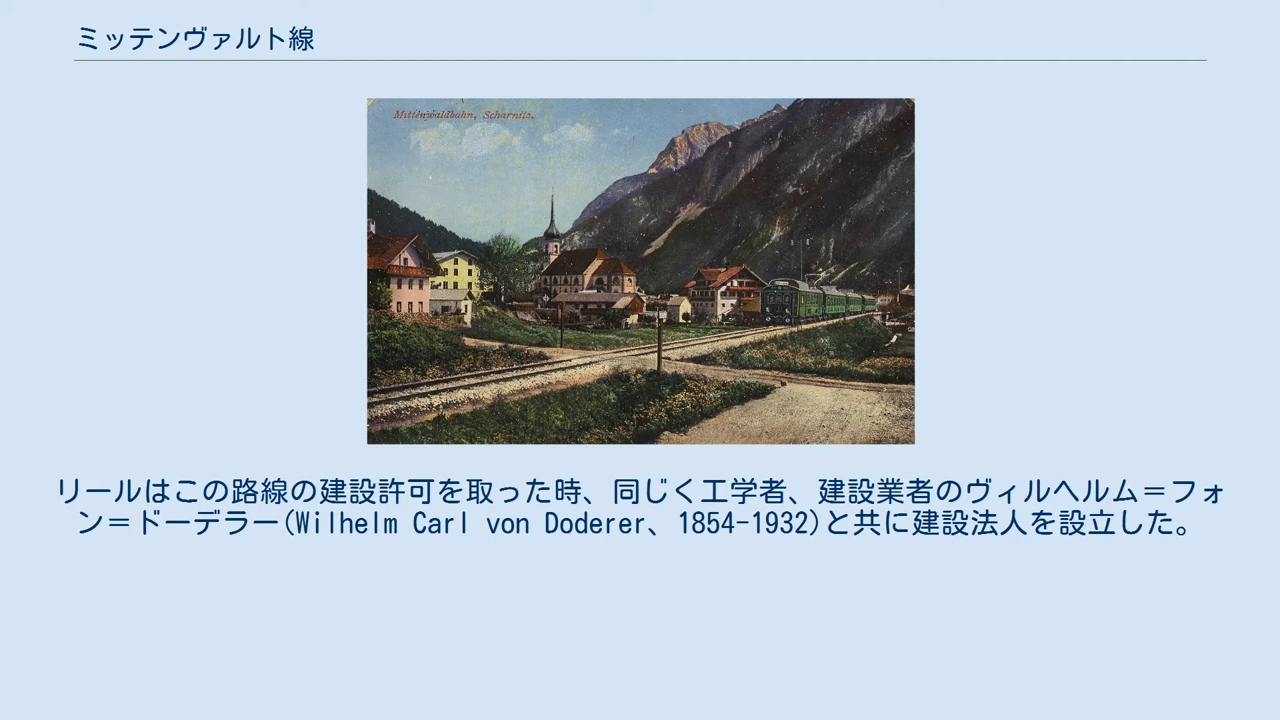 ミッテンヴァルト線
Mittenwaldbahn, Scharnitz.
リールはこの路線の建設許可を取った時、同じく工学者、建設業者のヴィルヘルム＝フォ
ン＝ドーデラー(Wilhelm Carl von Doderer、1854-1932)と共に建設法人を設立した。